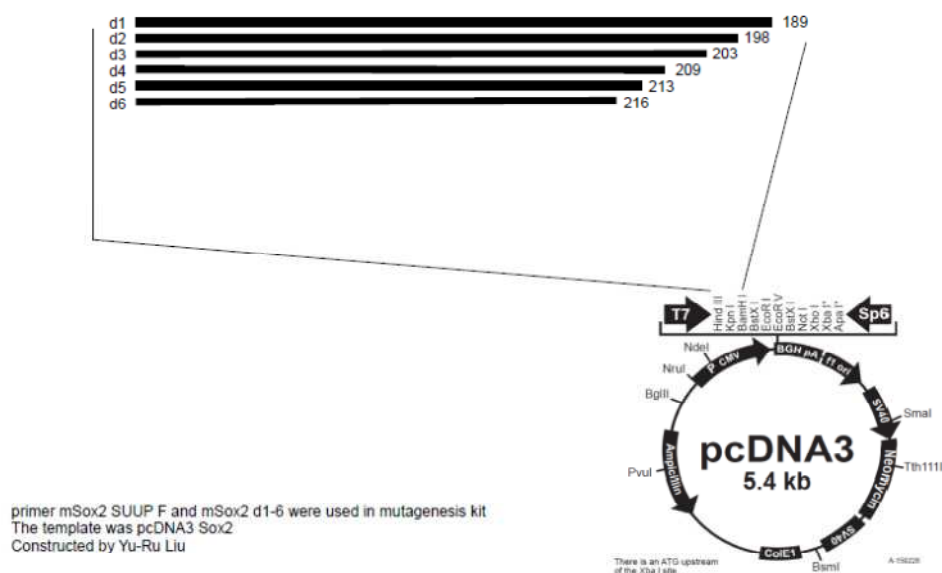 d1 189
d2 198
d3 203
d4 209
d5 213
d6 216
T7
Hind III
Kpn I
BamH I
BstX I
EcoR I
EcoR V
BstX I
Not I
Xho I
Xba I*
Apa I*
Sp6
NdeI
P CMV
BGH pA
f1 ori
NruI
BglII
SV40
SmaI
Ampicillin
PvuI
pcDNA3
5.4 kb
Tth111I
Neomycin
SV40
ColE1
BsmI
primer mSox2 SUUP F and mSox2 d1-6 were used in mutagenesis kit
The template was pcDNA3 Sox2
Constructed by Yu-Ru Liu
There is an ATG upstream
of the Xba I site.
A-150228